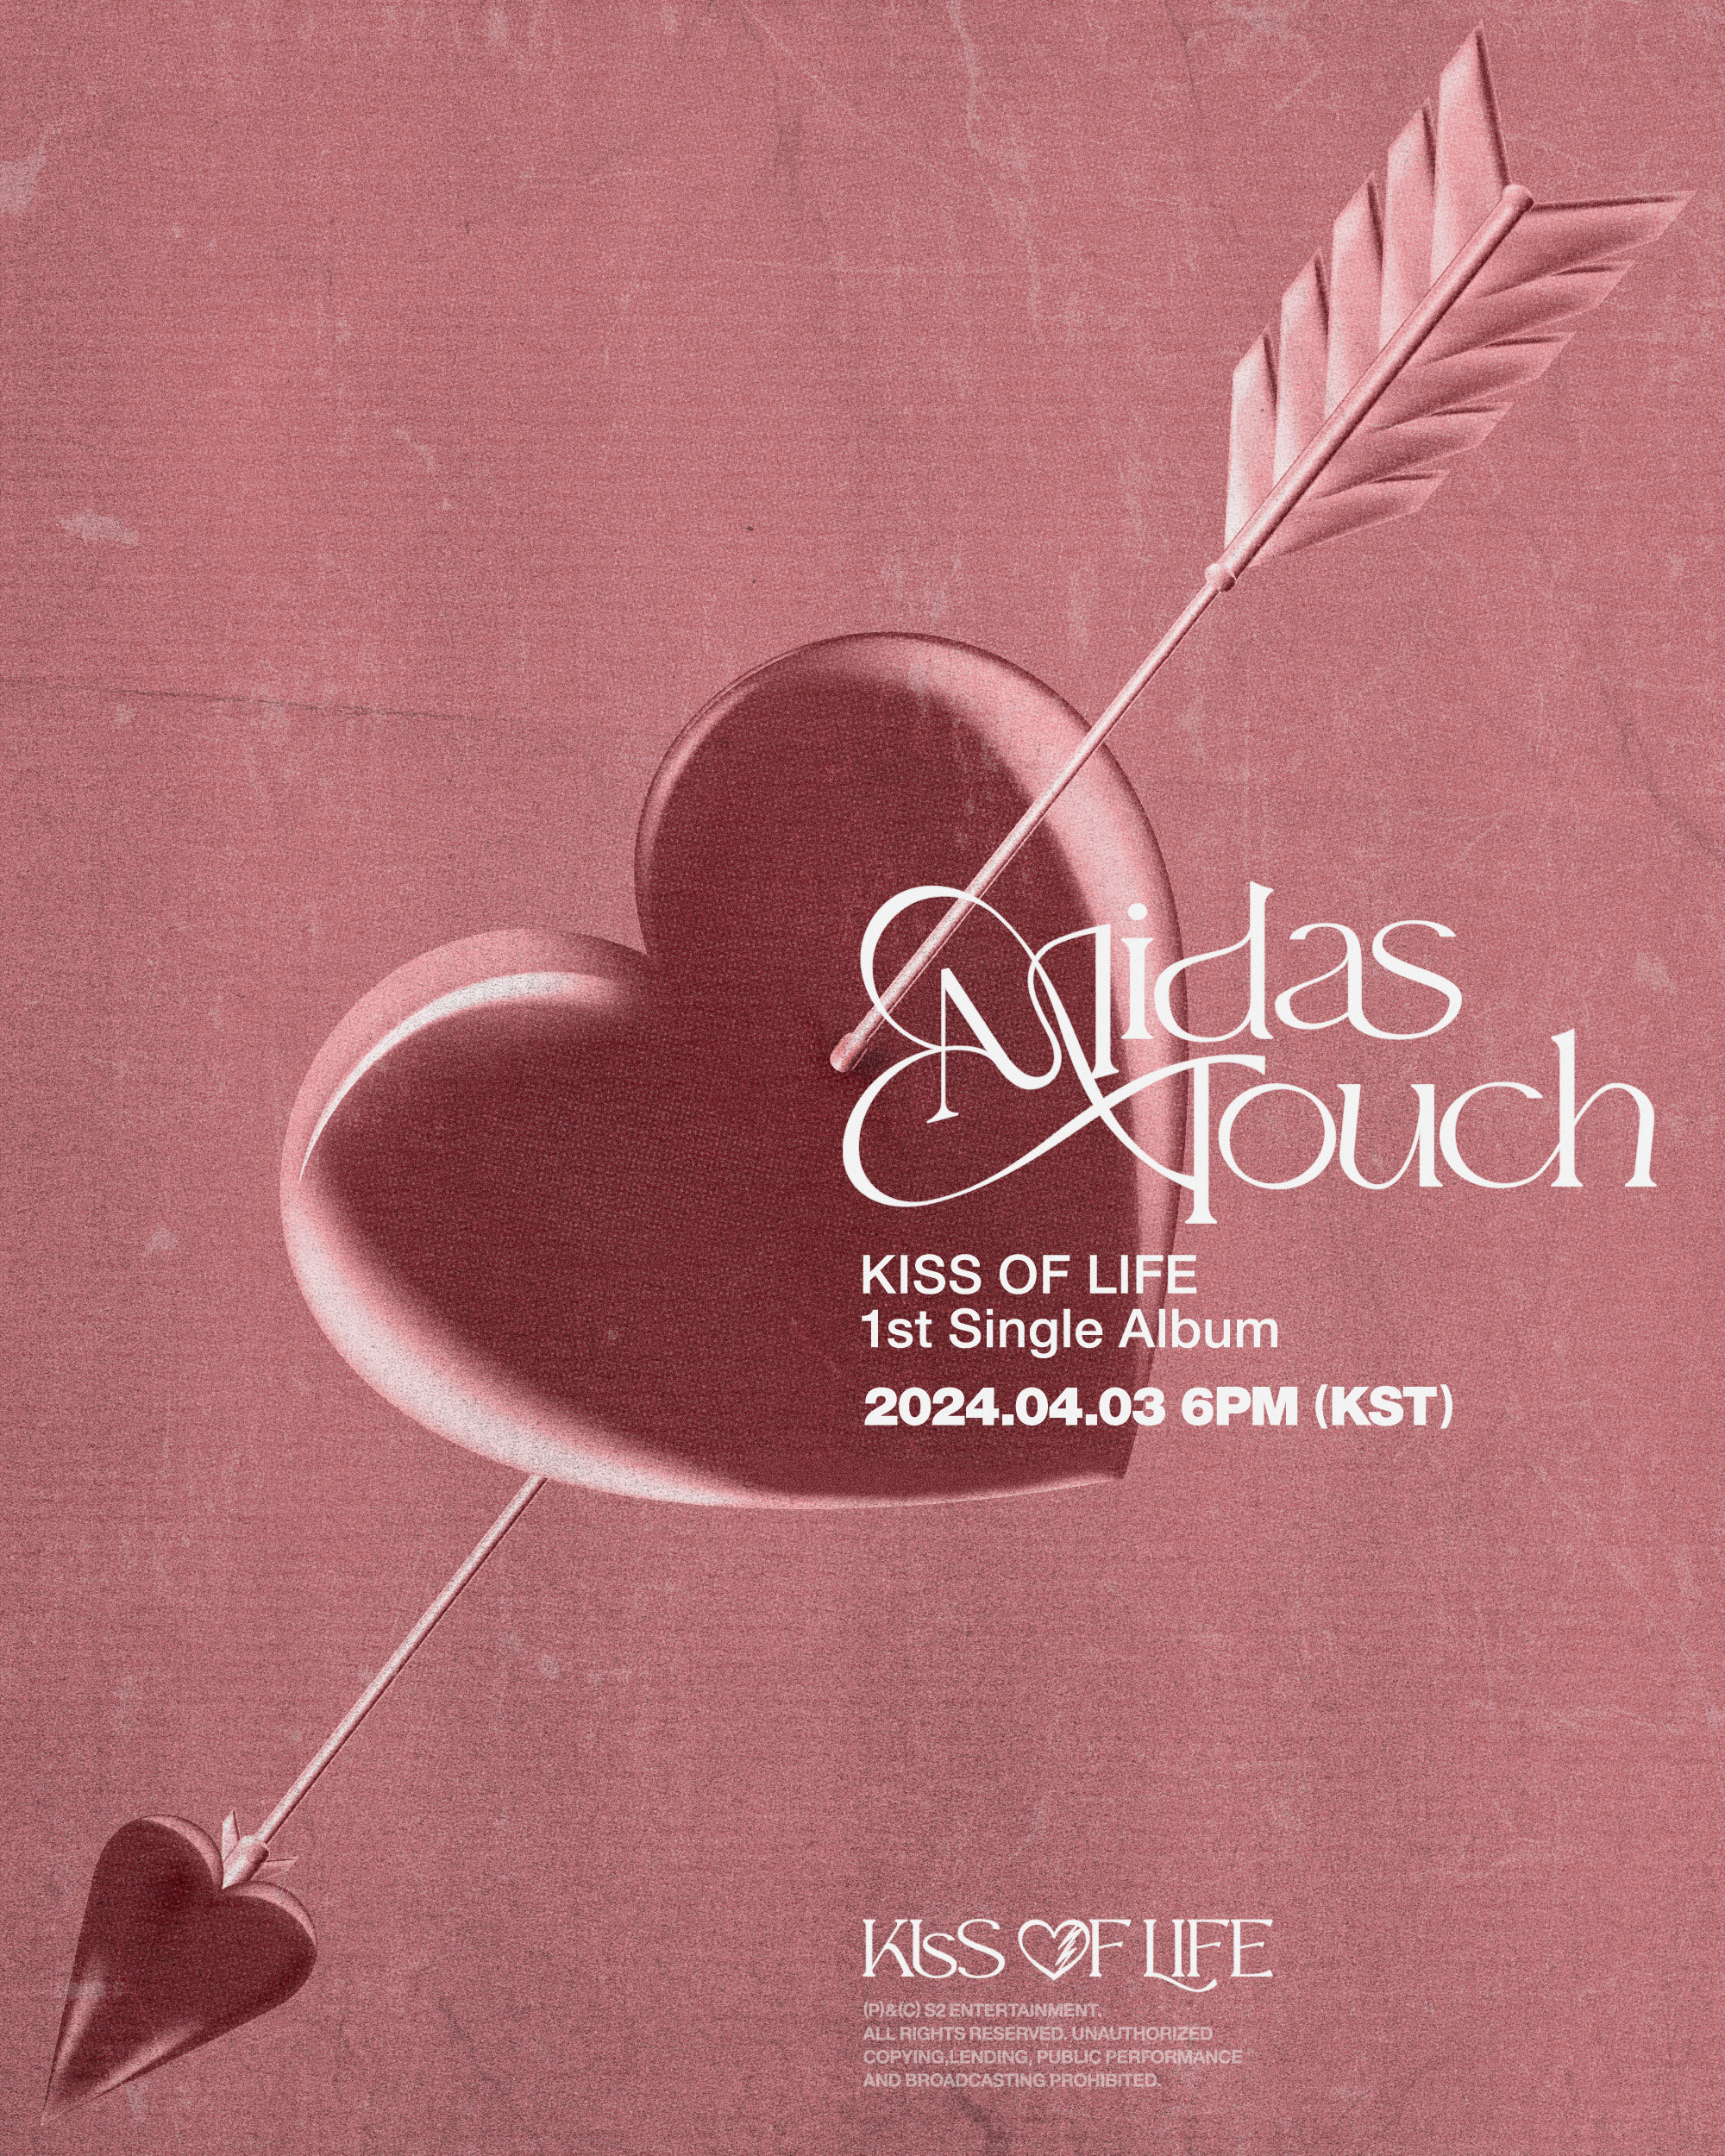 Midas
Touch
KISS OF LIFE
1st Single Album
2024.04.03 6PM (KST)
KISS OF LIFE
(P)&(C) S2 ENTERTAINMENT.
ALL RIGHTS RESERVED. UNAUTHORIZED
COPYING,LENDING, PUBLIC PERFORMANCE
AND BROADCASTING PROHIBITED.